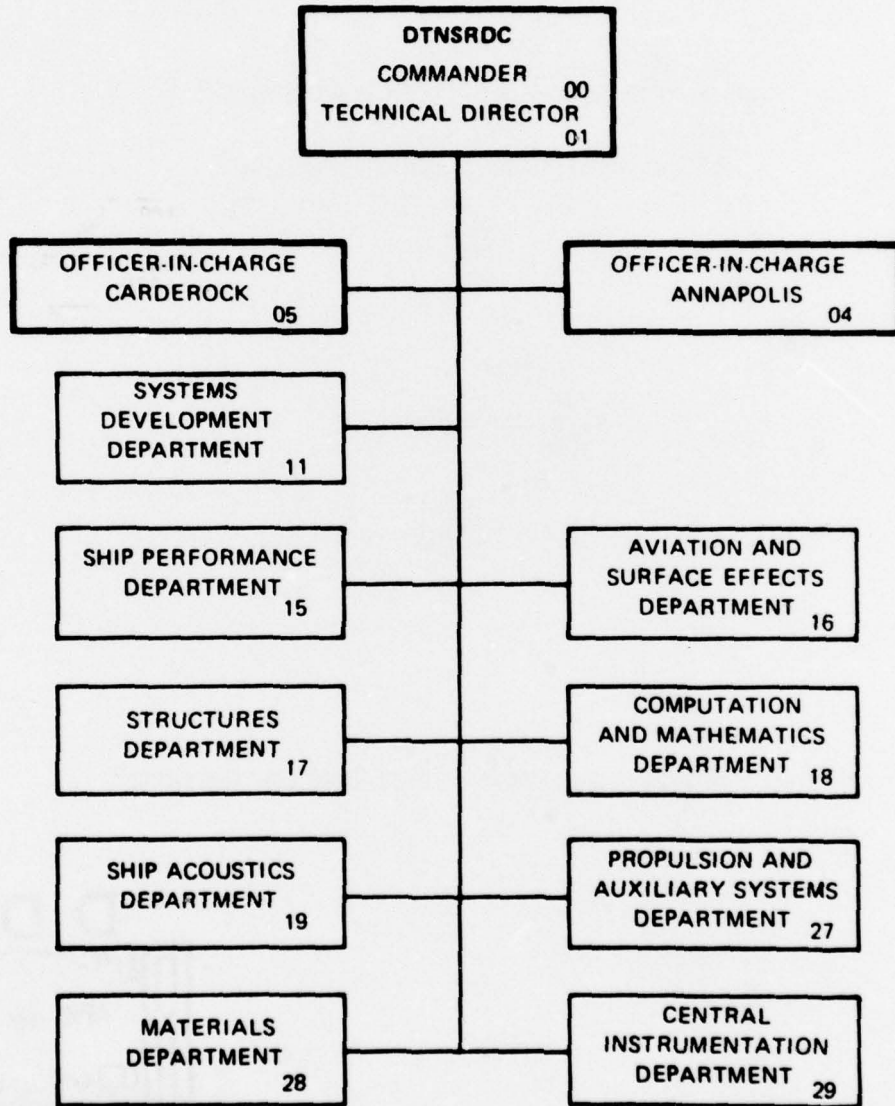 DTNSRDC
COMMANDER
00
TECHNICAL DIRECTOR
01
OFFICER-IN-CHARGE
CARDEROCK
05
OFFICER-IN-CHARGE
ANNAPOLIS
04
SYSTEMS
DEVELOPMENT
DEPARTMENT
11
SHIP PERFORMANCE
DEPARTMENT
15
AVIATION AND
SURFACE EFFECTS
DEPARTMENT
16
STRUCTURES
DEPARTMENT
17
COMPUTATION
AND MATHEMATICS
DEPARTMENT
18
SHIP ACOUSTICS
DEPARTMENT
19
PROPULSION AND
AUXILIARY SYSTEMS
DEPARTMENT
27
MATERIALS
DEPARTMENT
28
CENTRAL
INSTRUMENTATION
DEPARTMENT
29